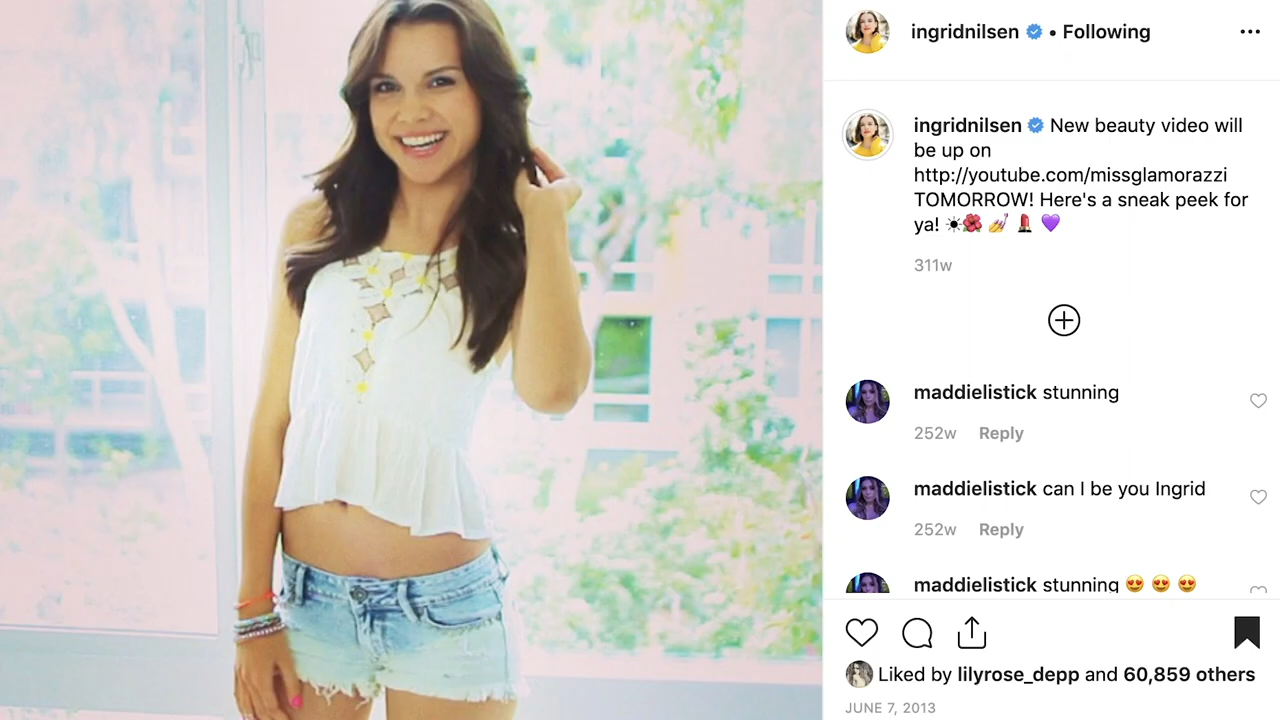 ingridnilsen • Following
ingridnilsen New beauty video will
be up on
http://youtube.com/missglamorazzi
TOMORROW! Here's a sneak peek for
ya! ☀🌺 💅 💄 💜
311w
maddielistick stunning
252w Reply
maddielistick can I be you Ingrid
252w Reply
maddielistick stunning 😍 😍 😍
Liked by lilyrose_depp and 60,859 others
JUNE 7, 2013